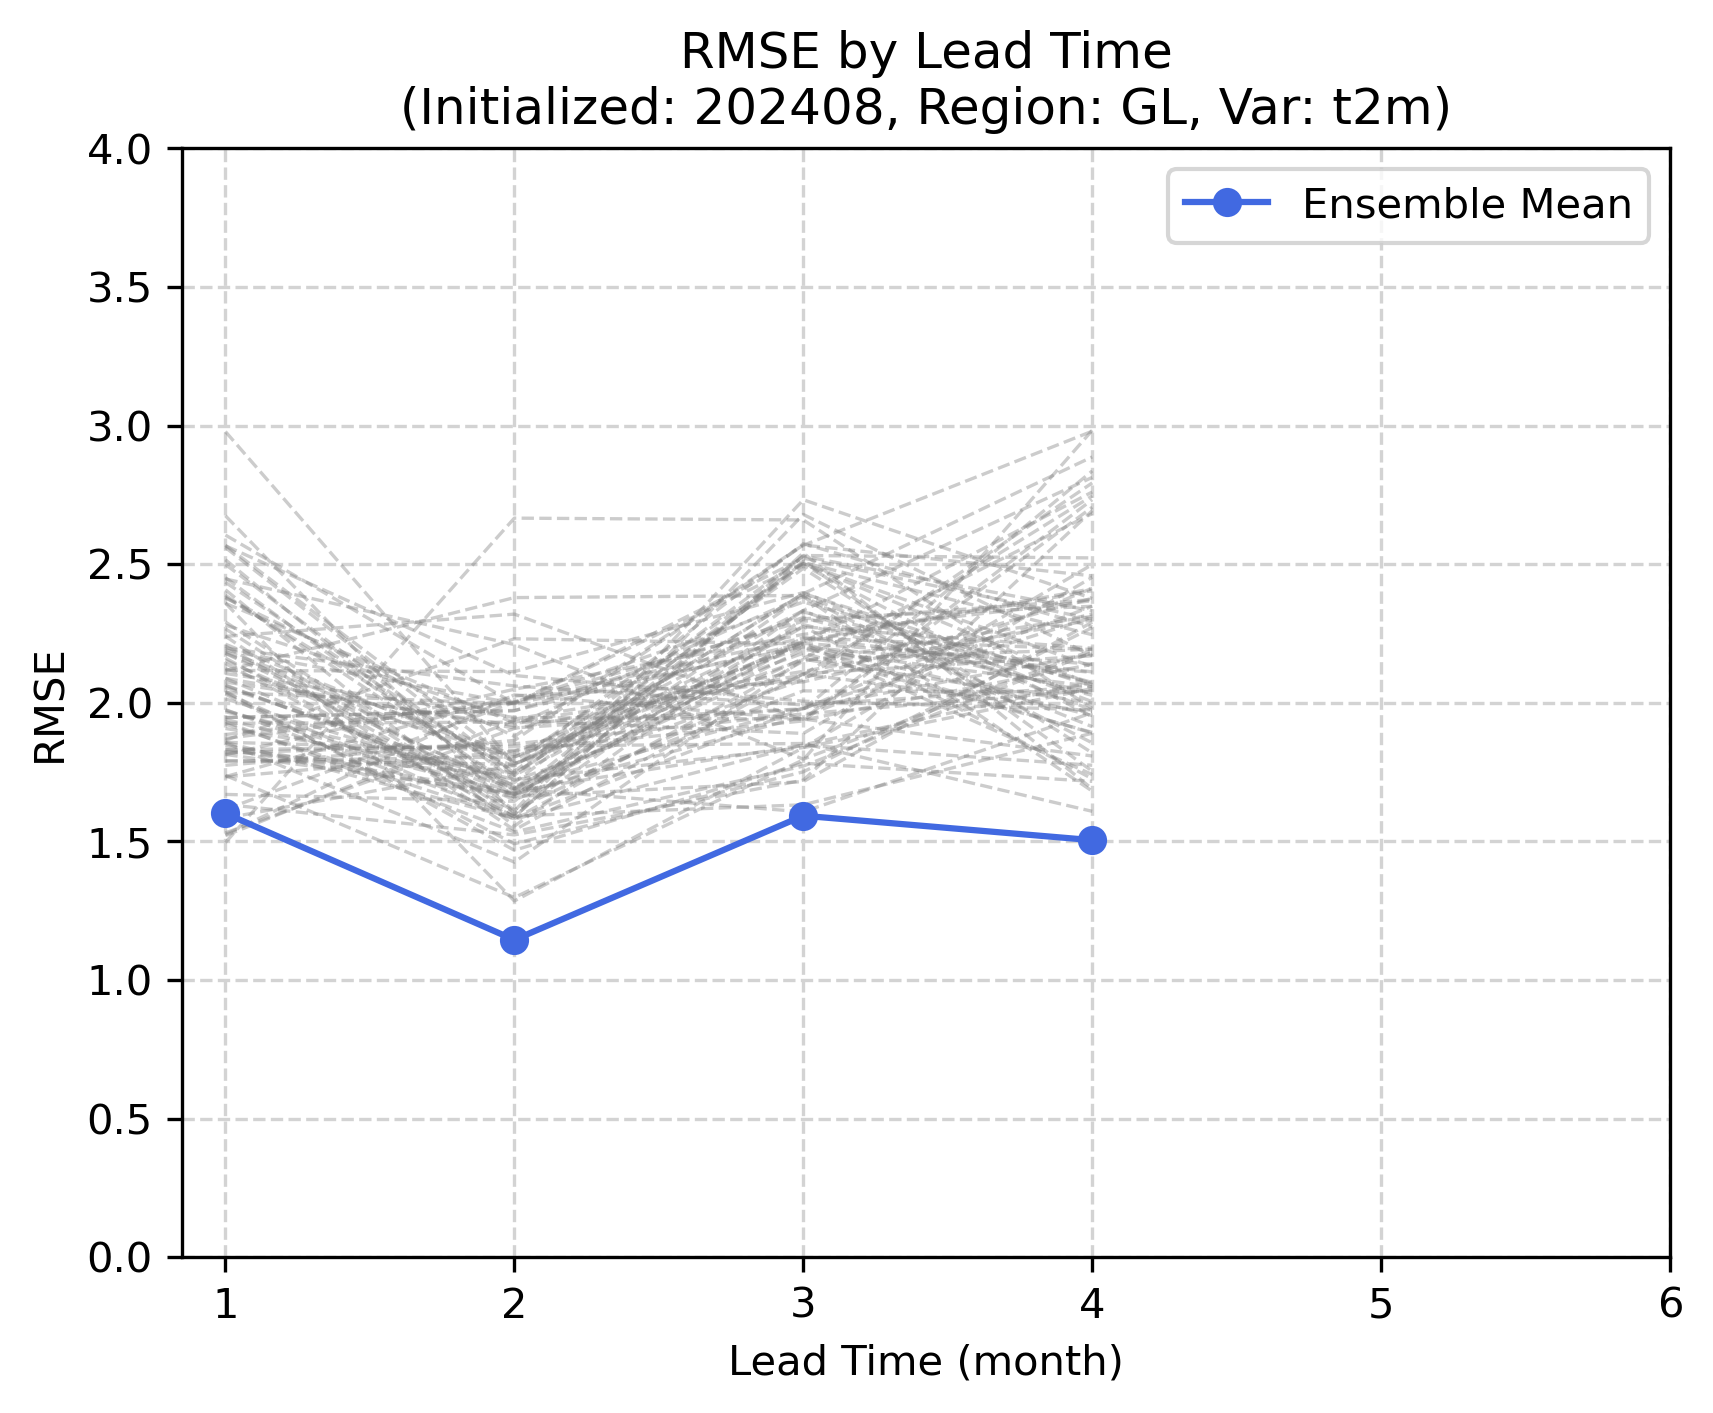 RMSE by Lead Time
(Initialized: 202408, Region: GL, Var: t2m)
4.0
3.5
3.0
2.5
2.0
1.5
1.0
0.5
0.0
RMSE
Ensemble Mean
1 2 3 4 5 6
Lead Time (month)